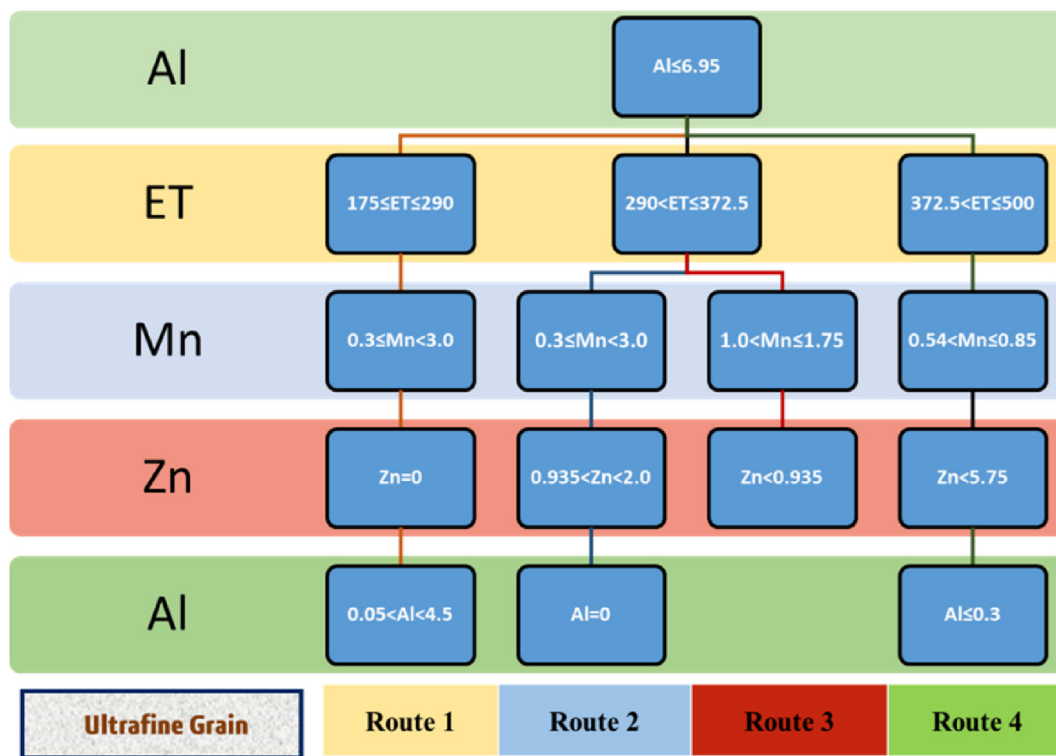 Al
Al≤6.95
ET
175≤ET≤290
290<ET≤372.5
372.5<ET≤500
Mn
0.3≤Mn<3.0
0.3≤Mn<3.0
1.0<Mn≤1.75
0.54<Mn≤0.85
Zn
Zn=0
0.935<Zn<2.0
Zn<0.935
Zn<5.75
Al
0.05<Al<4.5
Al=0
Al≤0.3
Ultrafine Grain
Route 1
Route 2
Route 3
Route 4